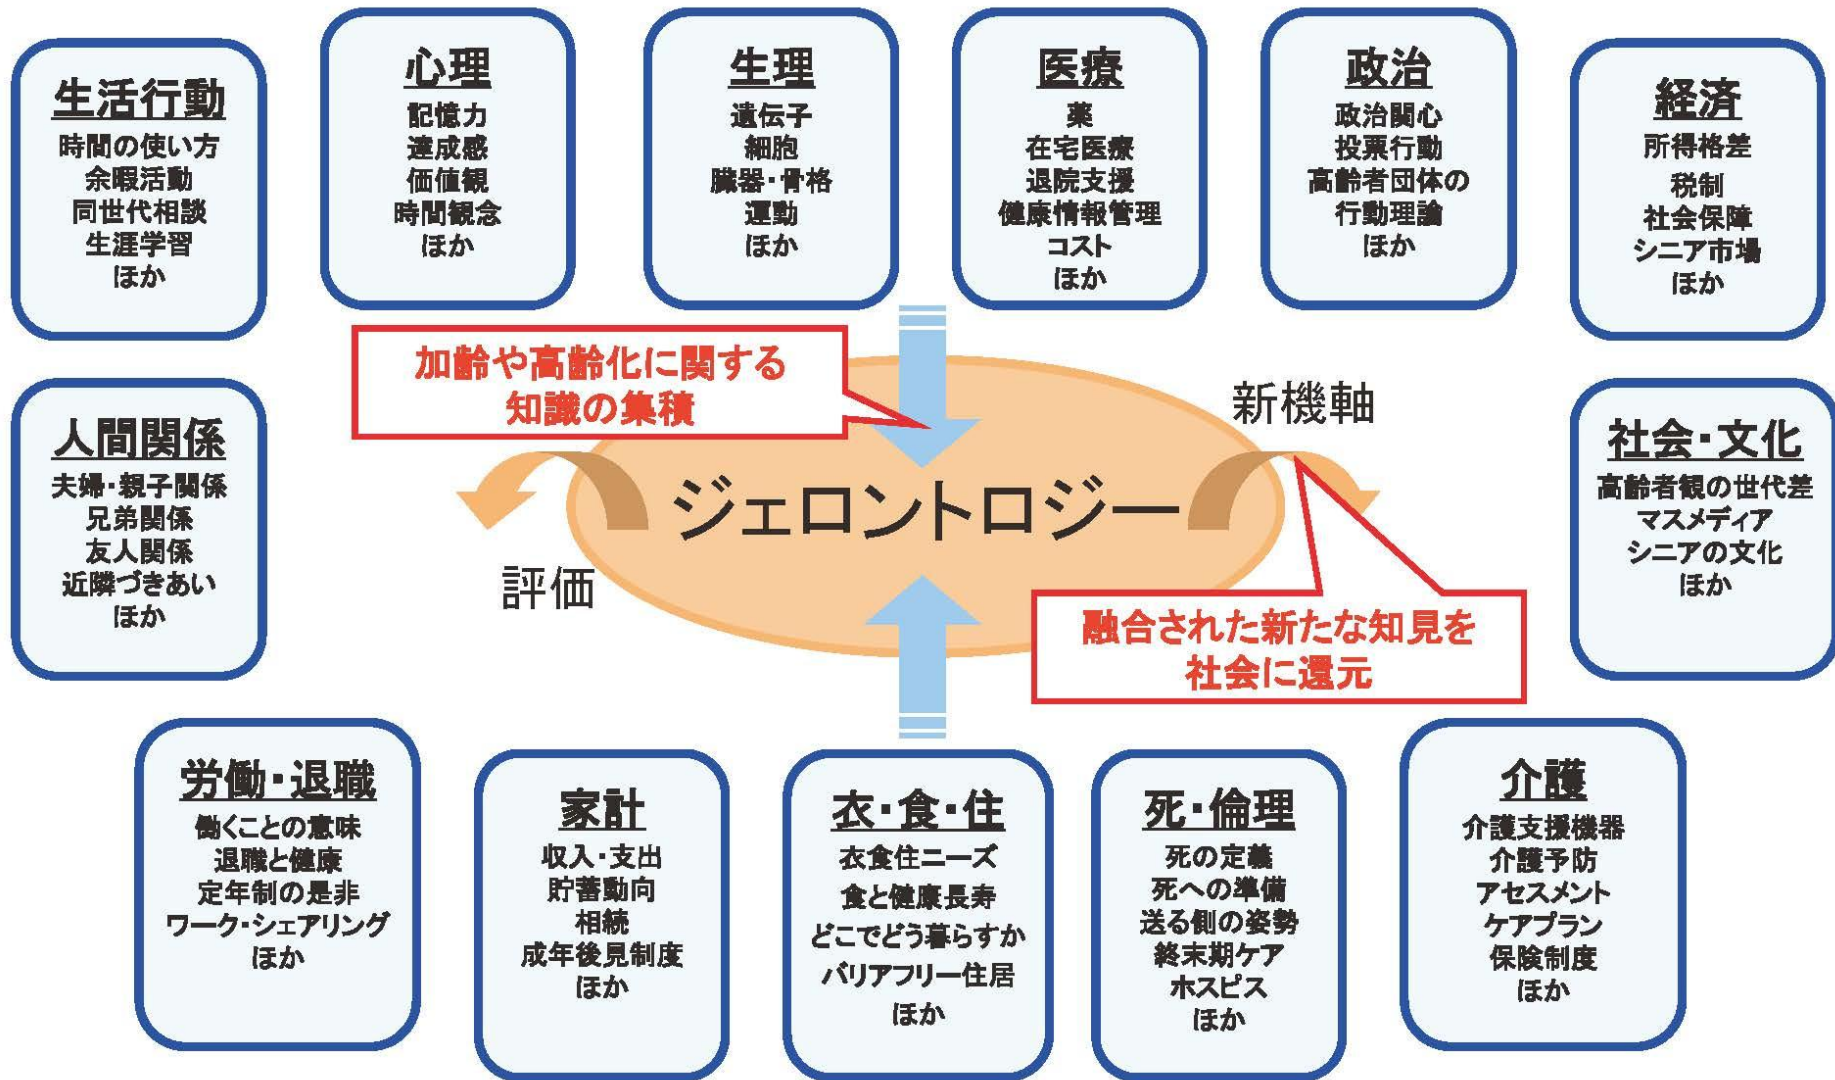 生活行動
時間の使い方
余暇活動
同世代相談
生涯学習
ほか
心理
記憶力
達成感
価値観
時間観念
ほか
生理
遺伝子
細胞
臓器・骨格
運動
ほか
医療
薬
在宅医療
退院支援
健康情報管理
コスト
ほか
政治
政治関心
投票行動
高齢者団体の
行動理論
ほか
経済
所得格差
税制
社会保障
シニア市場
ほか
加齢や高齢化に関する
知識の集積
新機軸
人間関係
夫婦・親子関係
兄弟関係
友人関係
近隣づきあい
ほか
ジェロントロジー
評価
融合された新たな知見を
社会に還元
社会・文化
高齢者観の世代差
マスメディア
シニアの文化
ほか
労働・退職
働くことの意味
退職と健康
定年制の是非
ワーク・シェアリング
ほか
家計
収入・支出
貯蓄動向
相続
成年後見制度
ほか
衣・食・住
衣食住ニーズ
食と健康長寿
どこでどう暮らすか
バリアフリー住居
ほか
死・倫理
死の定義
死への準備
送る側の姿勢
終末期ケア
ホスピス
ほか
介護
介護支援機器
介護予防
アセスメント
ケアプラン
保険制度
ほか